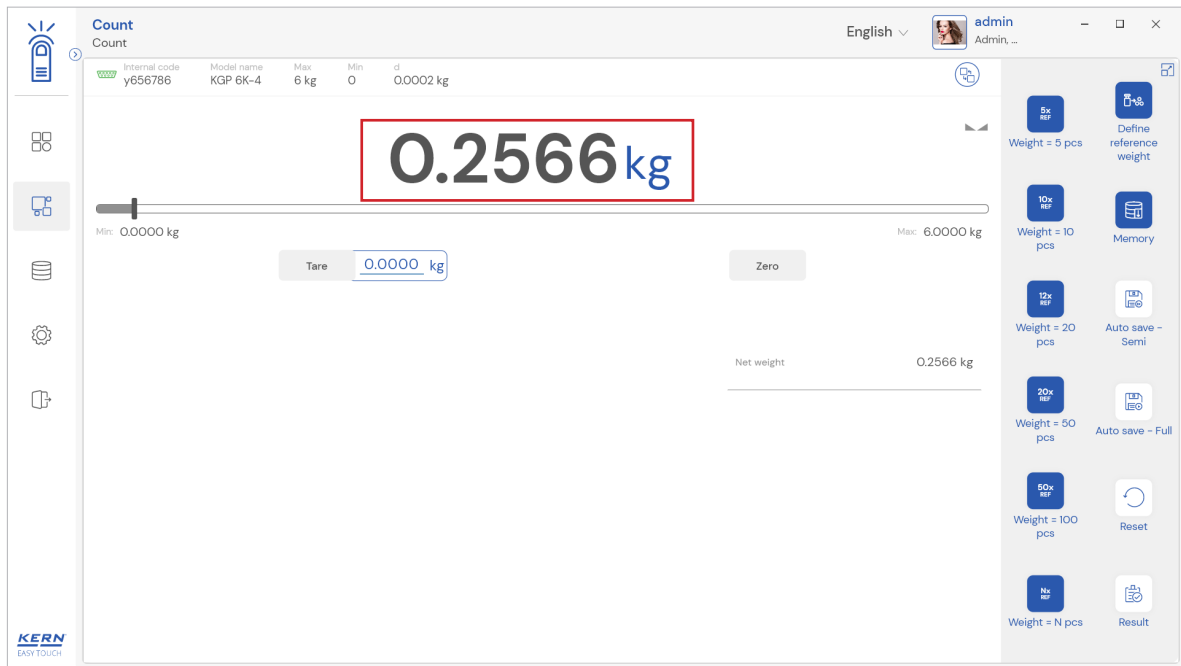 Count
Count
English
admin
Admin, ...
Internal code
y656786
Model name
KGP 6K-4
Max
6 kg
Min
0
d
0.0002 kg
0.2566 kg
Min: 0.0000 kg
Max: 6.0000 kg
Tare
0.0000 kg
Zero
Net weight
0.2566 kg
5x
REF
Weight = 5 pcs
Define
reference
weight
10x
REF
Weight = 10
pcs
Memory
12x
REF
Weight = 20
pcs
Auto save -
Semi
20x
REF
Weight = 50
pcs
Auto save - Full
50x
REF
Weight = 100
pcs
Reset
Nx
REF
Weight = N pcs
Result
KERN
EASY TOUCH